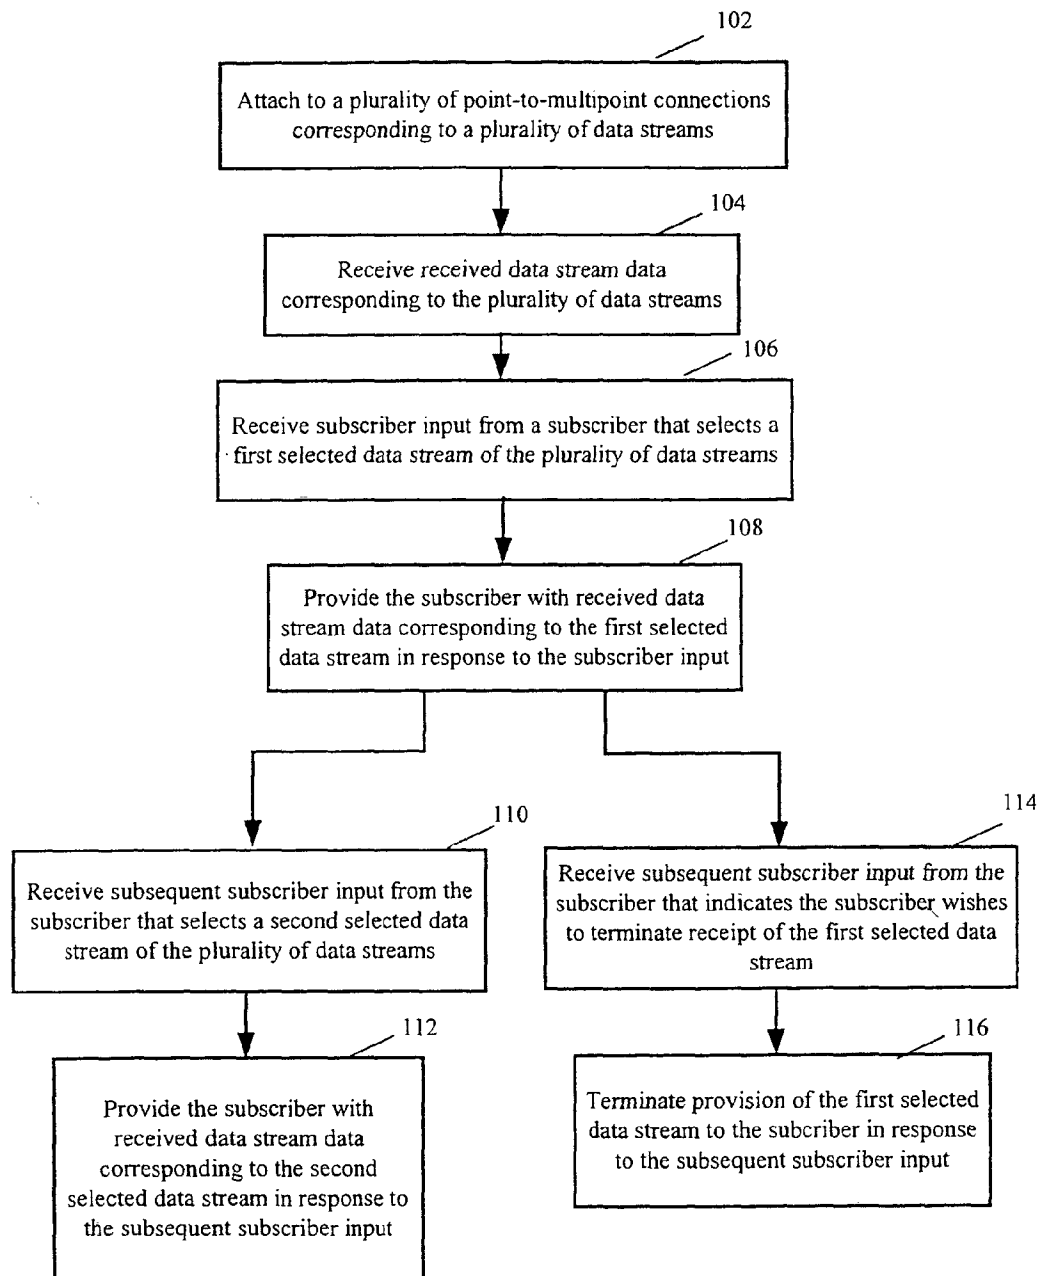 102
Attach to a plurality of point-to-multipoint connections
corresponding to a plurality of data streams
104
Receive received data stream data
corresponding to the plurality of data streams
106
Receive subscriber input from a subscriber that selects a
first selected data stream of the plurality of data streams
108
Provide the subscriber with received data
stream data corresponding to the first selected
data stream in response to the subscriber input
110
Receive subsequent subscriber input from the
subscriber that selects a second selected data
stream of the plurality of data streams
114
Receive subsequent subscriber input from the
subscriber that indicates the subscriber wishes
to terminate receipt of the first selected data
stream
112
Provide the subscriber with
received data stream data
corresponding to the second
selected data stream in response to
the subsequent subscriber input
116
Terminate provision of the first selected
data stream to the subcriber in response
to the subsequent subscriber input